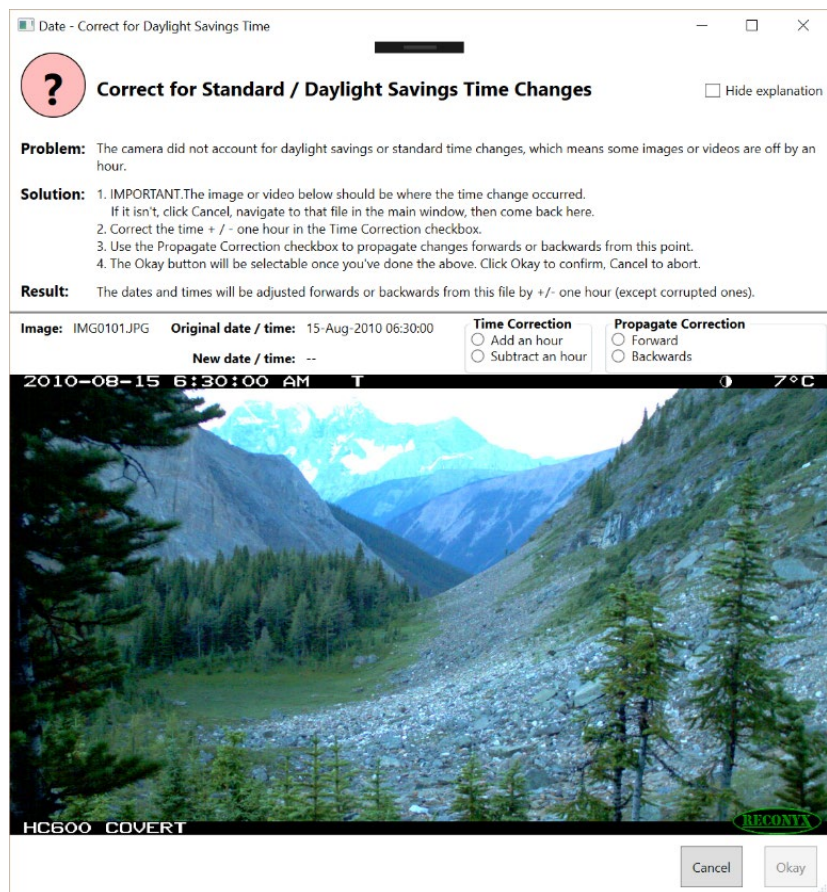 Date - Correct for Daylight Savings Time
?
Correct for Standard / Daylight Savings Time Changes
Hide explanation
Problem: The camera did not account for daylight savings or standard time changes, which means some images or videos are off by an
hour.
Solution: 1. IMPORTANT.The image or video below should be where the time change occurred.
If it isn't, click Cancel, navigate to that file in the main window, then come back here.
2. Correct the time + / - one hour in the Time Correction checkbox.
3. Use the Propagate Correction checkbox to propagate changes forwards or backwards from this point.
4. The Okay button will be selectable once you've done the above. Click Okay to confirm, Cancel to abort.
Result: The dates and times will be adjusted forwards or backwards from this file by +/- one hour (except corrupted ones).
Image: IMG0101.JPG Original date / time: 15-Aug-2010 06:30:00
New date / time: --
Time Correction
Add an hour
Subtract an hour
Propagate Correction
Forward
Backwards
2010-08-15 6:30:00 AM T 7°C
HC600 COVERT RECONYX
Cancel Okay